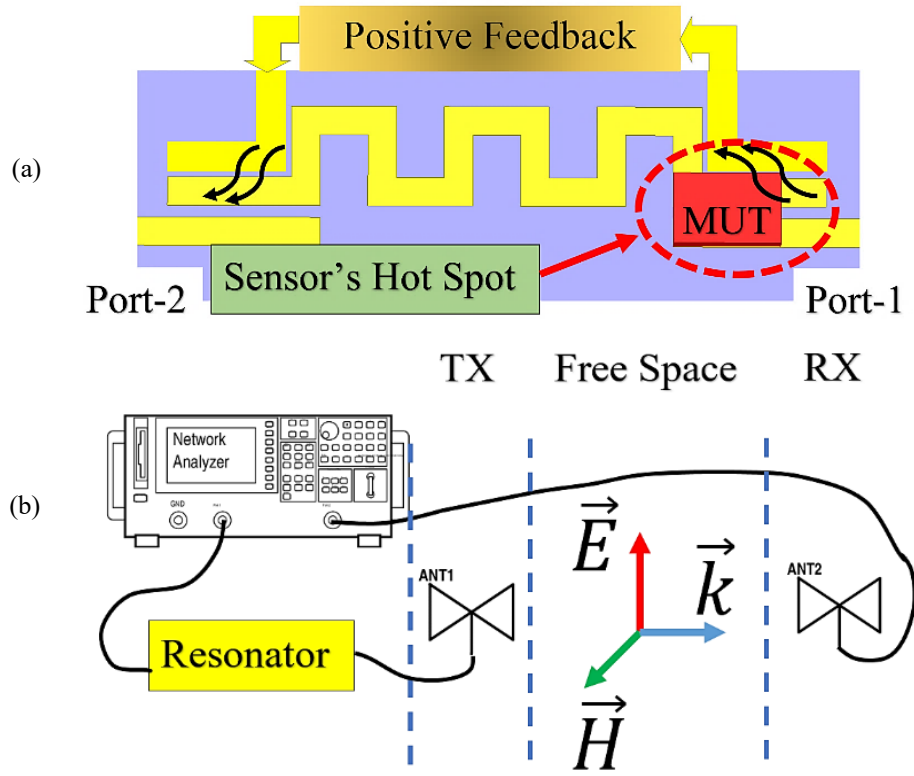 Positive Feedback
(a)
MUT
Sensor's Hot Spot
Port-2
Port-1
TX
Free Space
RX
Network
Analyzer
(b)
GND
E
k
ANT1
ANT2
Resonator
H